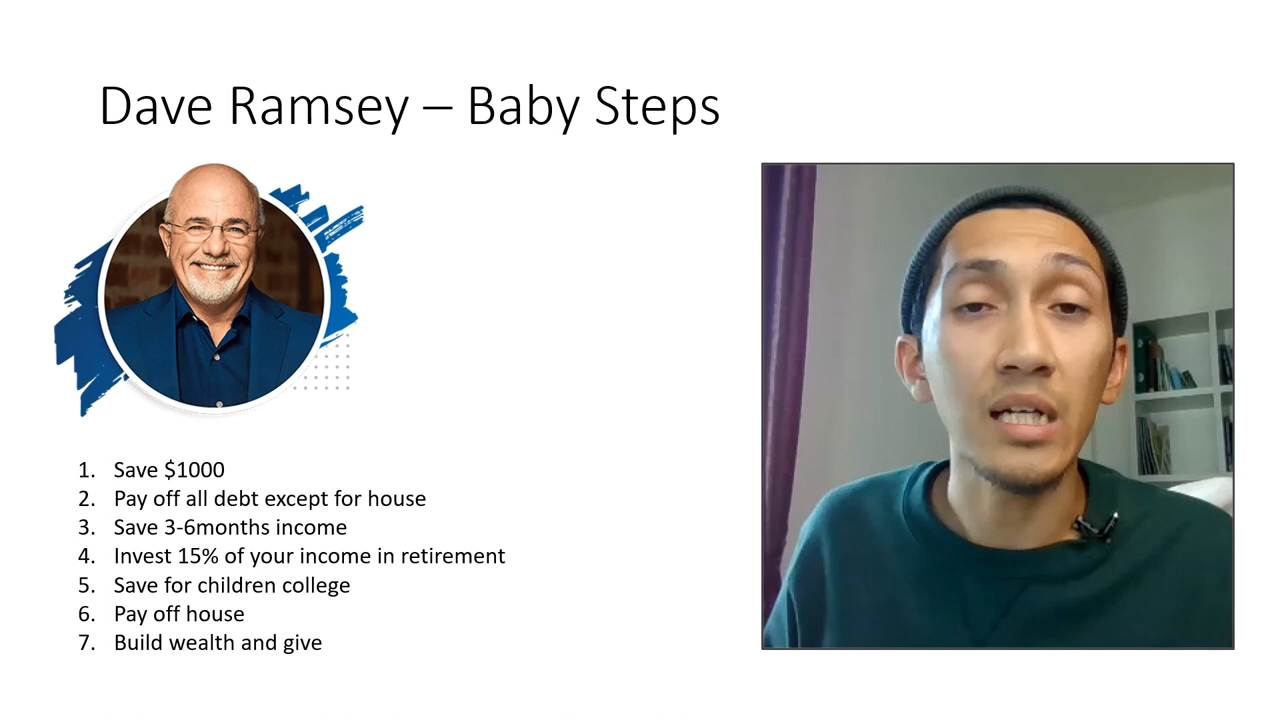 Dave Ramsey – Baby Steps
1. Save $1000
2. Pay off all debt except for house
3. Save 3-6months income
4. Invest 15% of your income in retirement
5. Save for children college
6. Pay off house
7. Build wealth and give